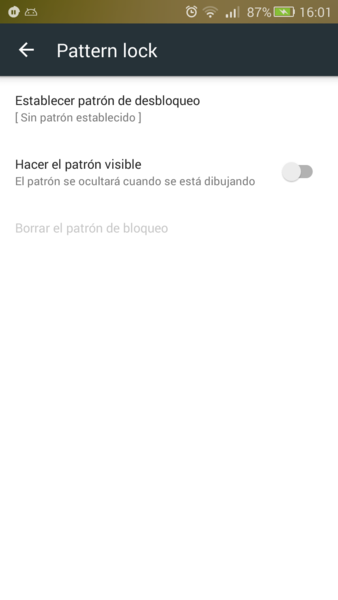 87% 16:01
Pattern lock
Establecer patrón de desbloqueo
[ Sin patrón establecido ]
Hacer el patrón visible
El patrón se ocultará cuando se está dibujando
Borrar el patrón de bloqueo